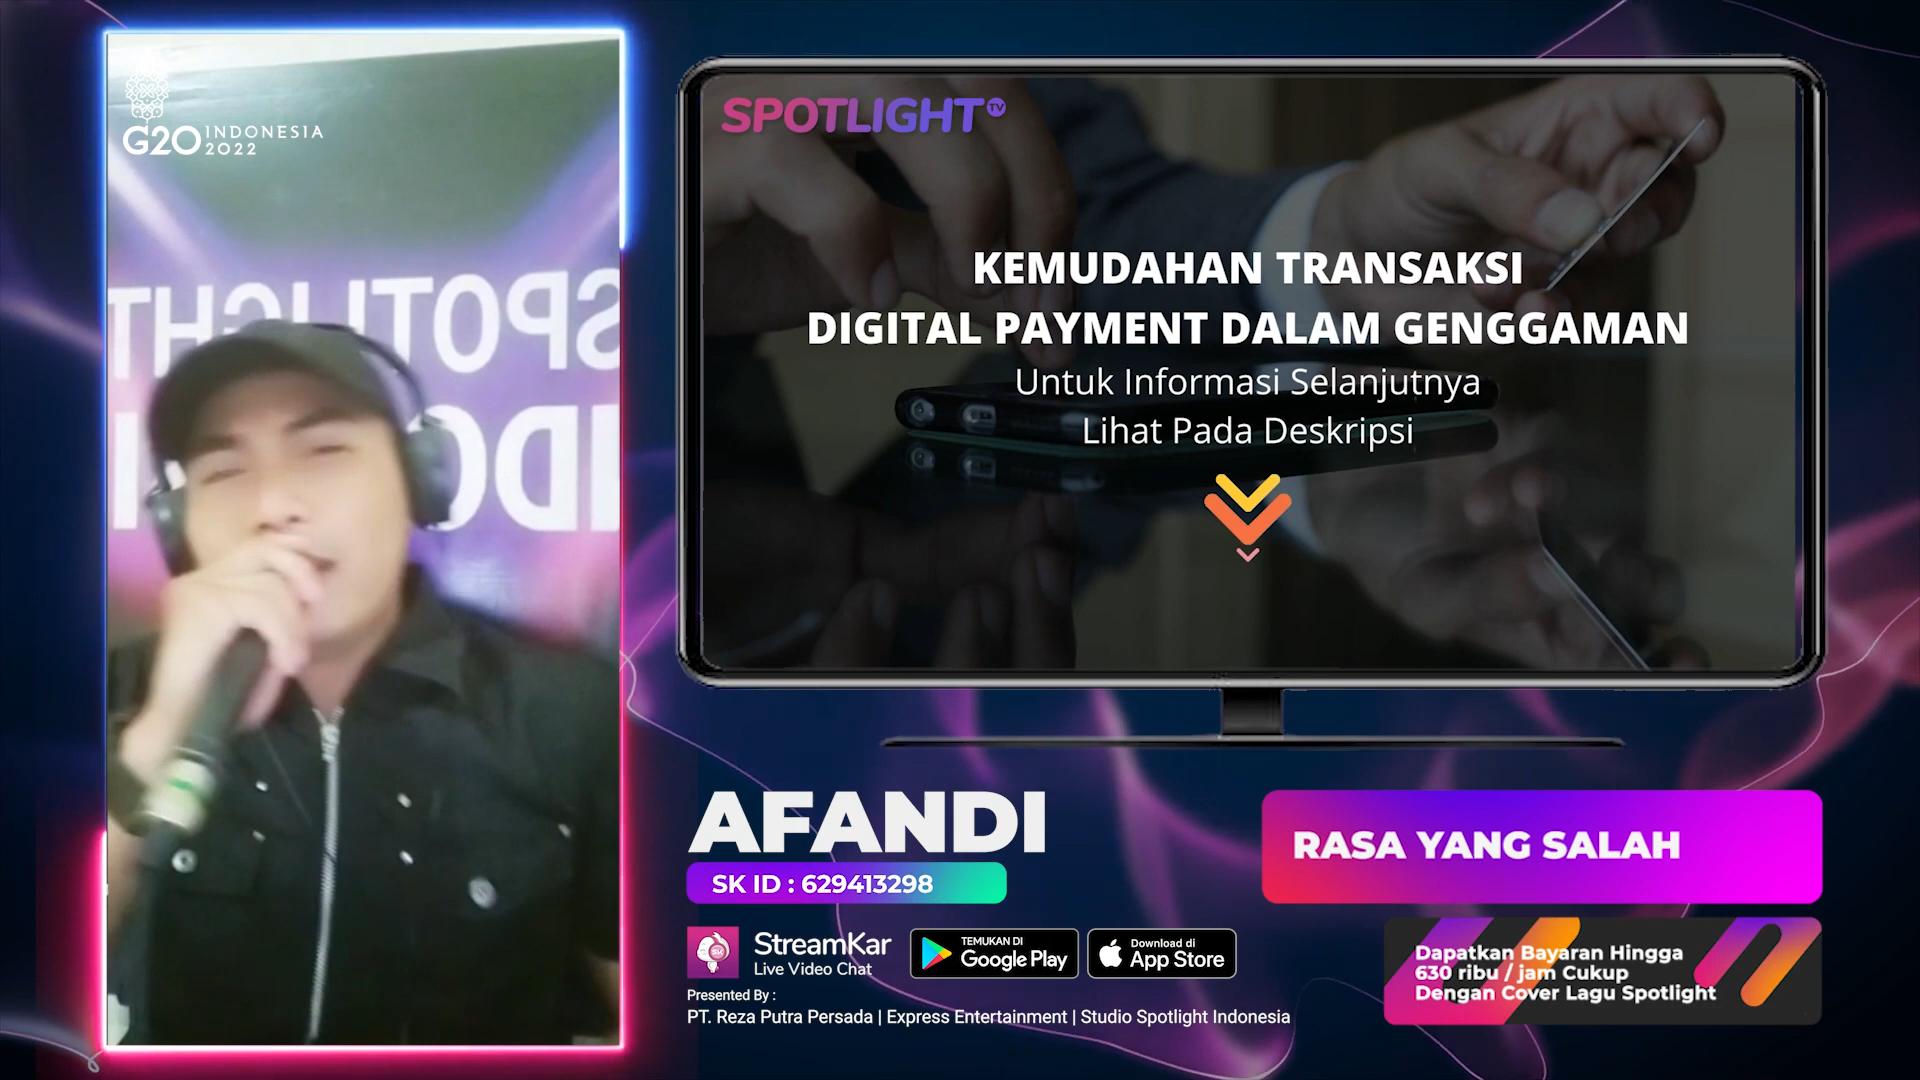 G20 INDONESIA
2022
SPOTLIGHT
INDO
SPOTLIGHT TV
KEMUDAHAN TRANSAKSI
DIGITAL PAYMENT DALAM GENGGAMAN
Untuk Informasi Selanjutnya
Lihat Pada Deskripsi
AFANDI
SK ID : 629413298
RASA YANG SALAH
StreamKar
Live Video Chat
TEMUKAN DI
Google Play
Download di
App Store
Dapatkan Bayaran Hingga
630 ribu / jam Cukup
Dengan Cover Lagu Spotlight
Presented By :
PT. Reza Putra Persada | Express Entertainment | Studio Spotlight Indonesia